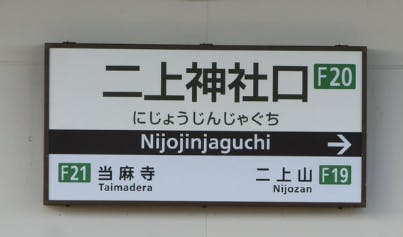 二上神社口 F20
にじょうじんじゃぐち
Nijojinjaguchi →
F21 当麻寺 二上山 F19
Taimadera Nijozan